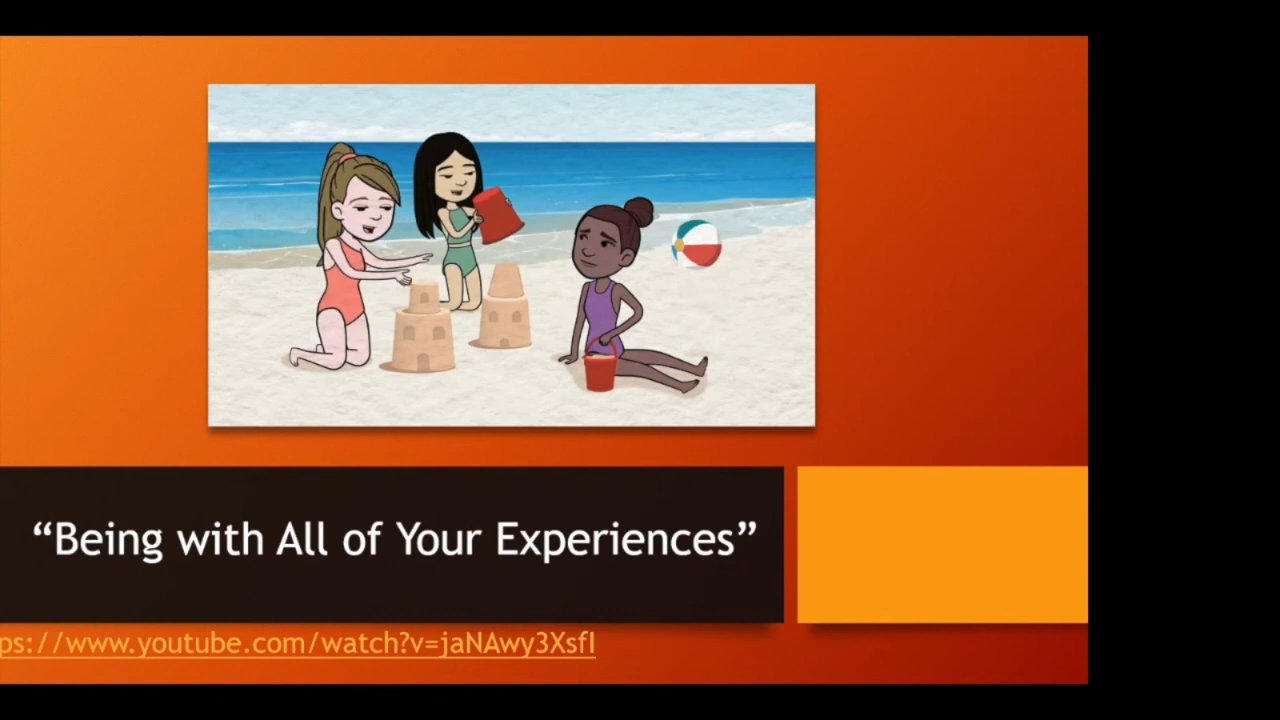 “Being with All of Your Experiences”
ps://www.youtube.com/watch?v=jaNAwy3XsfI